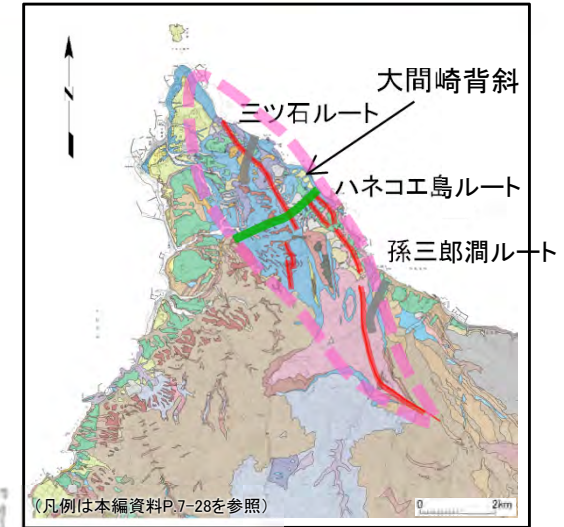 N
大間崎背斜
三ツ石ルート
ハネコエ島ルート
孫三郎澗ルート
(凡例は本編資料P.7-28を参照)
0 2km